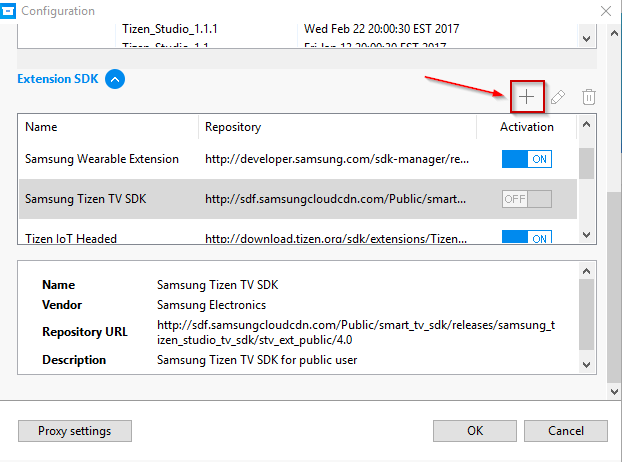 Configuration
Tizen_Studio_1.1.1 Wed Feb 22 20:00:30 EST 2017
Tizen_Studio_1.1 Fri Jan 13 20:00:30 EST 2017
Extension SDK
Name Repository Activation
Samsung Wearable Extension http://developer.samsung.com/sdk-manager/re... ON
Samsung Tizen TV SDK http://sdf.samsungcloudcdn.com/Public/smart... OFF
Tizen IoT Headed http://download.tizen.org/sdk/extensions/Tizen... ON
Name Samsung Tizen TV SDK
Vendor Samsung Electronics
Repository URL http://sdf.samsungcloudcdn.com/Public/smart_tv_sdk/releases/samsung_t
izen_studio_tv_sdk/stv_ext_public/4.0
Description Samsung Tizen TV SDK for public user
Proxy settings OK Cancel